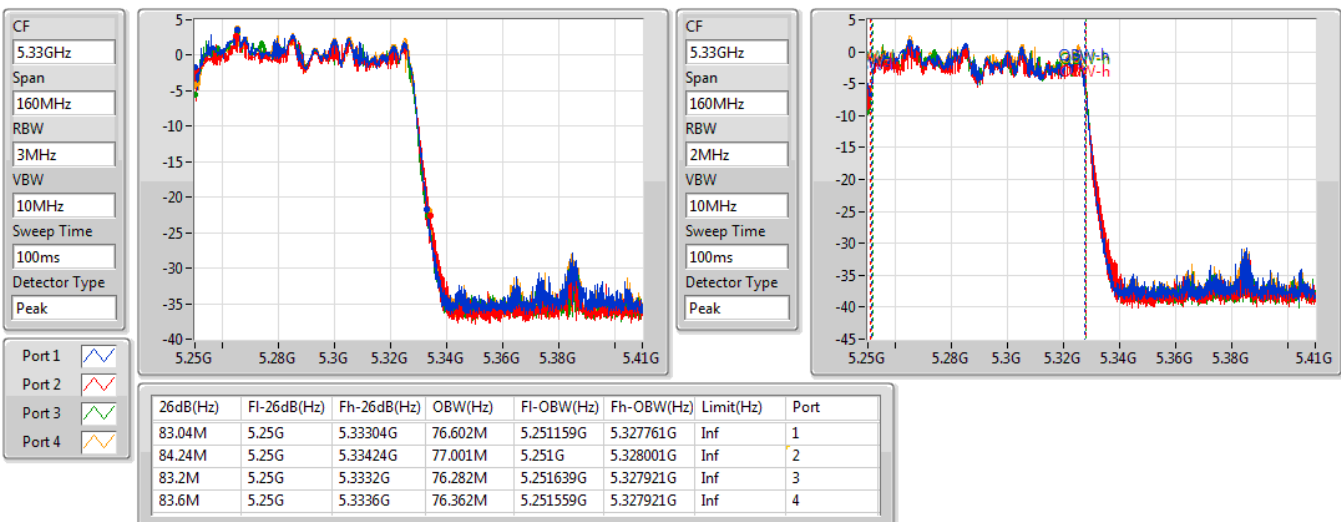 CF
5.33GHz
Span
160MHz
RBW
3MHz
VBW
10MHz
Sweep Time
100ms
Detector Type
Peak
5
0
-5
-10
-15
-20
-25
-30
-35
-40
5.25G 5.28G 5.3G 5.32G 5.34G 5.36G 5.38G 5.41G
CF
5.33GHz
Span
160MHz
RBW
2MHz
VBW
10MHz
Sweep Time
100ms
Detector Type
Peak
5
0
-5
-10
-15
-20
-25
-30
-35
-40
-45
OBW-h
OBW-h
5.25G 5.28G 5.3G 5.32G 5.34G 5.36G 5.38G 5.41G
Port 1
Port 2
Port 3
Port 4
26dB(Hz) Fl-26dB(Hz) Fh-26dB(Hz) OBW(Hz) Fl-OBW(Hz) Fh-OBW(Hz) Limit(Hz) Port
83.04M 5.25G 5.33304G 76.602M 5.251159G 5.327761G Inf 1
84.24M 5.25G 5.33424G 77.001M 5.251G 5.328001G Inf 2
83.2M 5.25G 5.3332G 76.282M 5.251639G 5.327921G Inf 3
83.6M 5.25G 5.3336G 76.362M 5.251559G 5.327921G Inf 4